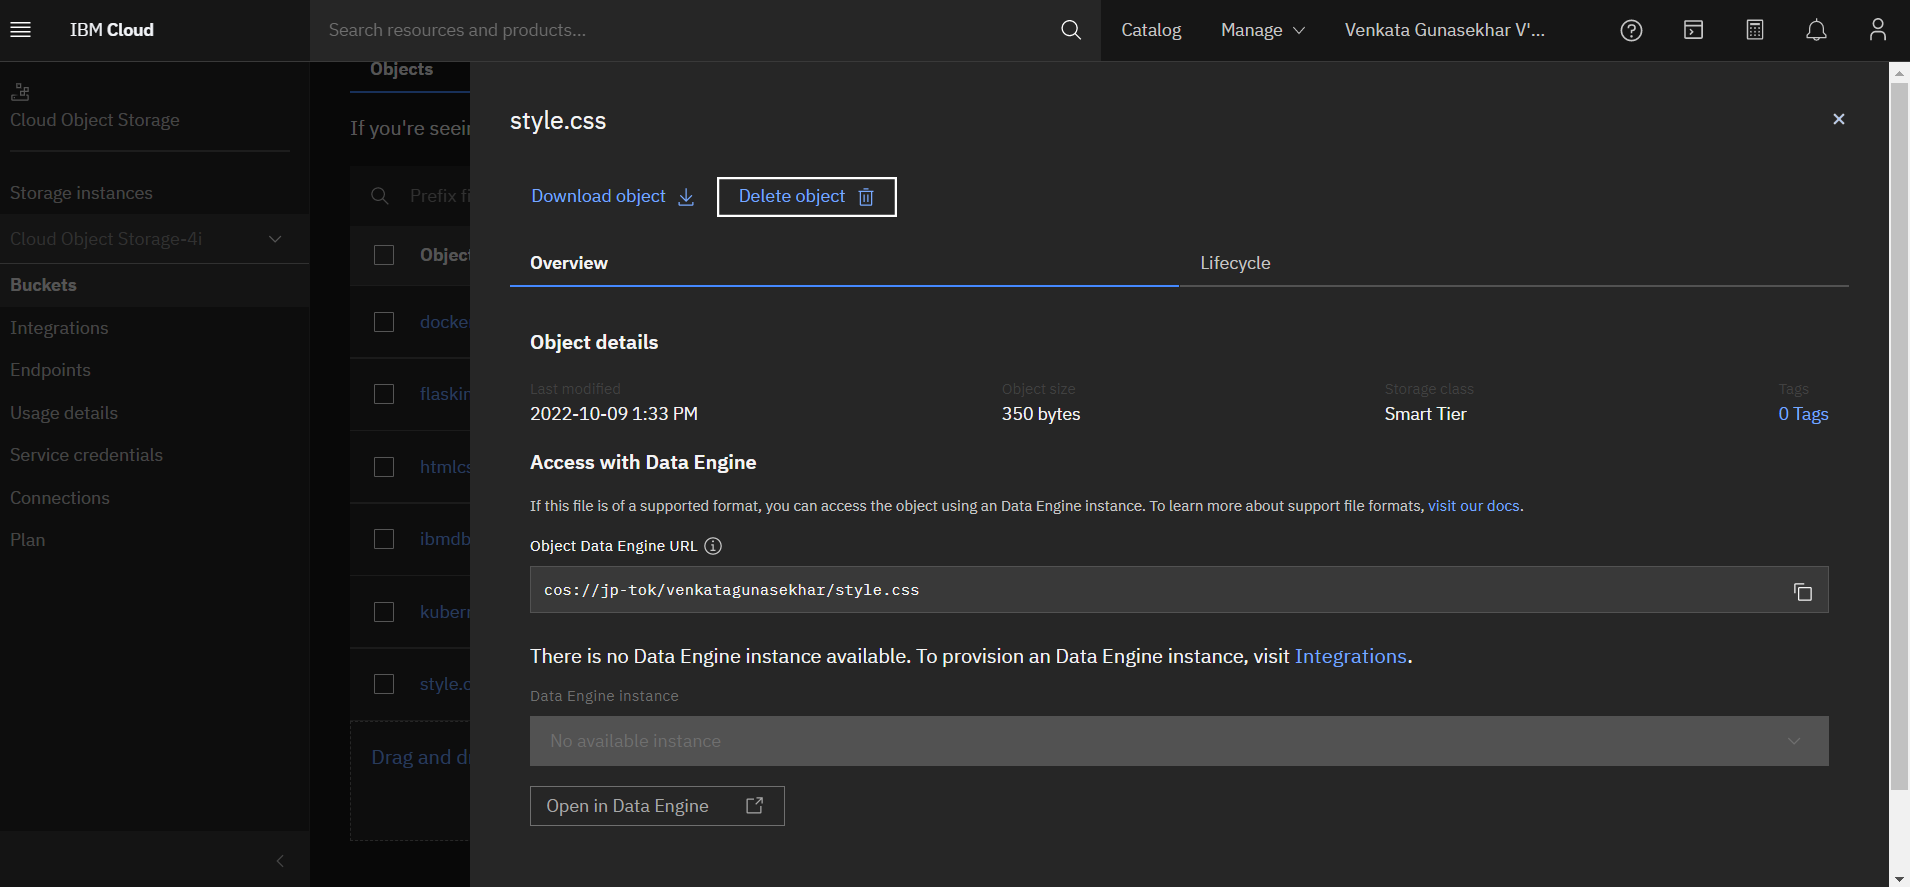 IBM Cloud
Search resources and products...
Catalog
Manage
Venkata Gunasekhar V'...
Cloud Object Storage
Storage instances
Cloud Object Storage-4i
Buckets
Integrations
Endpoints
Usage details
Service credentials
Connections
Plan
Objects
If you're seein
Prefix fi
Object
docke
flaskin
htmlcs
ibmdb
kubern
style.c
Drag and dr
style.css
Download object
Delete object
Overview
Lifecycle
Object details
Last modified
2022-10-09 1:33 PM
Object size
350 bytes
Storage class
Smart Tier
Tags
0 Tags
Access with Data Engine
If this file is of a supported format, you can access the object using an Data Engine instance. To learn more about support file formats, visit our docs.
Object Data Engine URL
cos://jp-tok/venkatagunasekhar/style.css
There is no Data Engine instance available. To provision an Data Engine instance, visit Integrations.
Data Engine instance
No available instance
Open in Data Engine